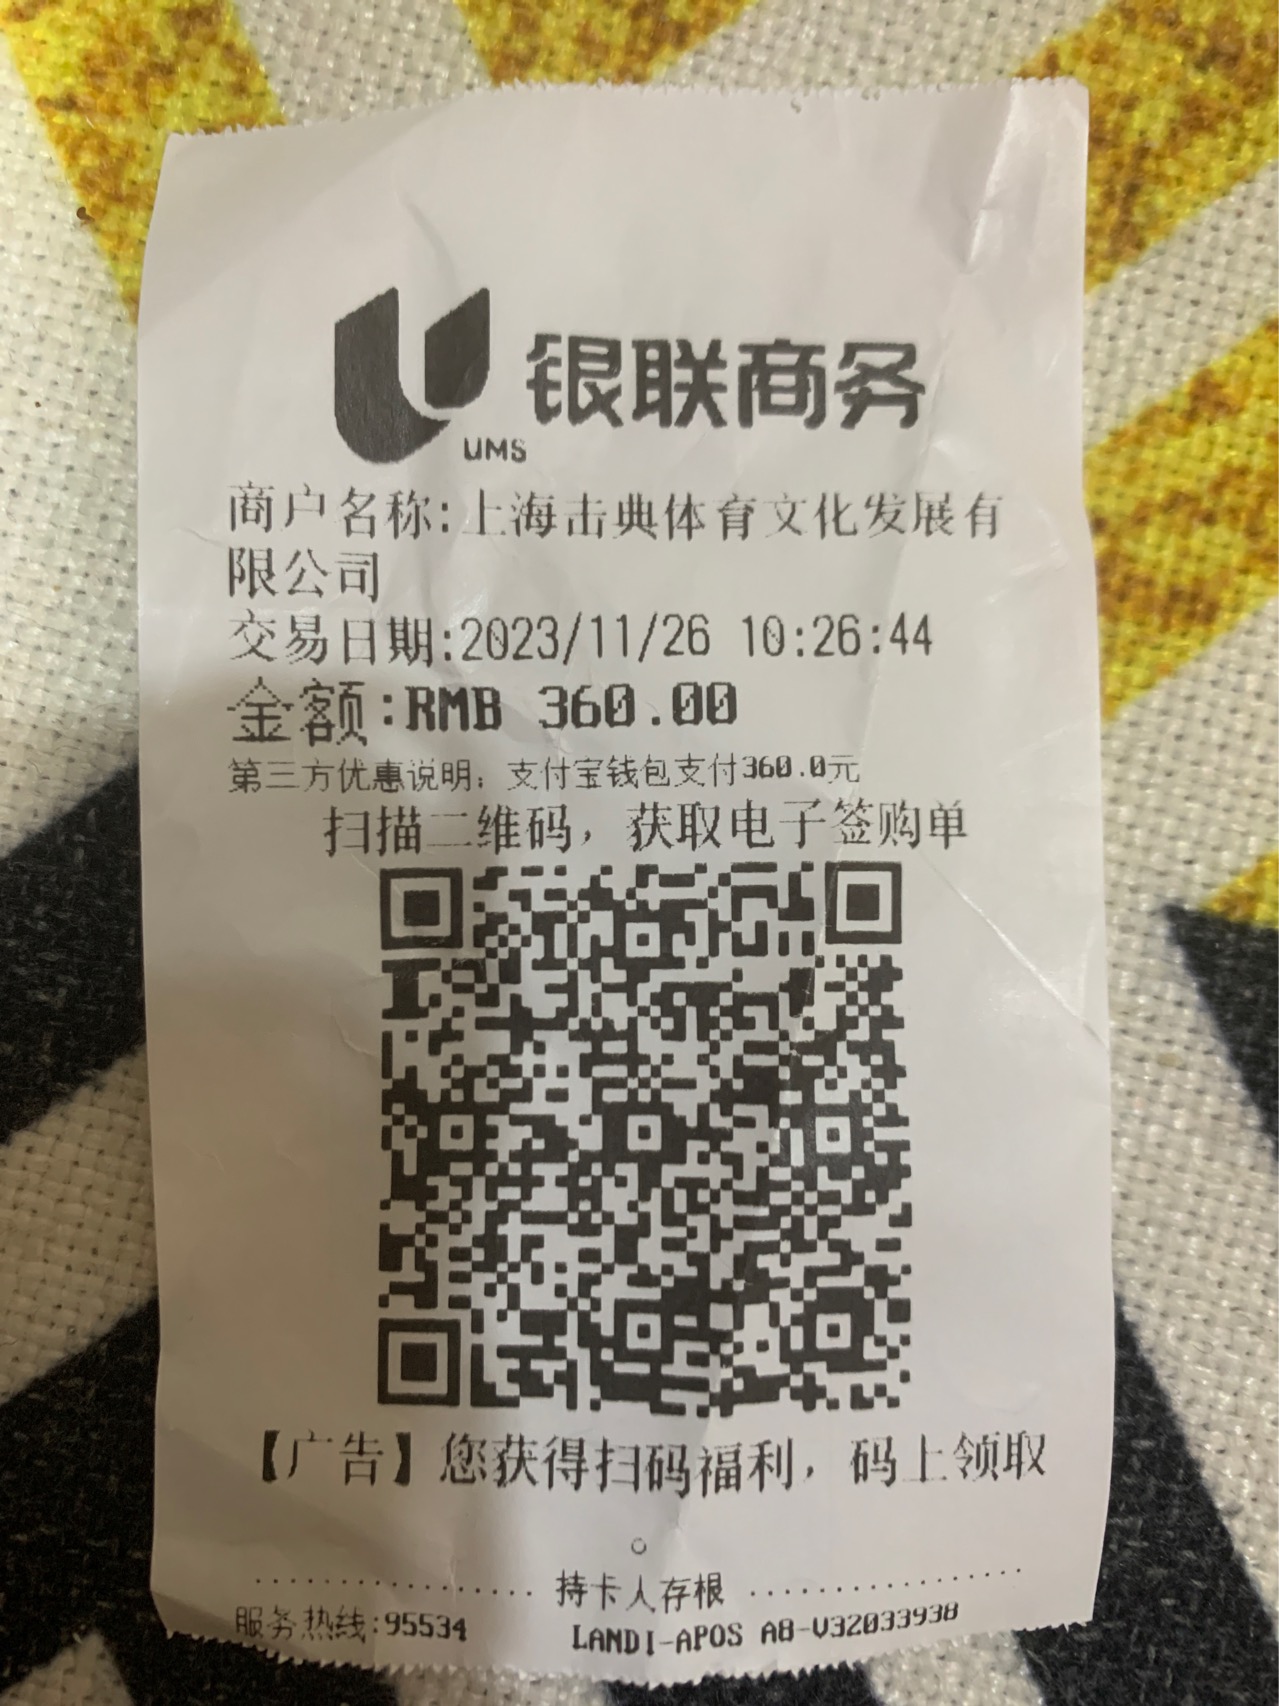 银联商务
UMS
商户名称:上海击典体育文化发展有
限公司
交易日期:2023/11/26 10:26:44
金额:RMB 360.00
第三方优惠说明: 支付宝钱包支付360.0元
扫描二维码，获取电子签购单
【广告】您获得扫码福利，码上领取
。
................ 持卡人存根 ................
服务热线:95534 LANDI-APOS A8-V32033938